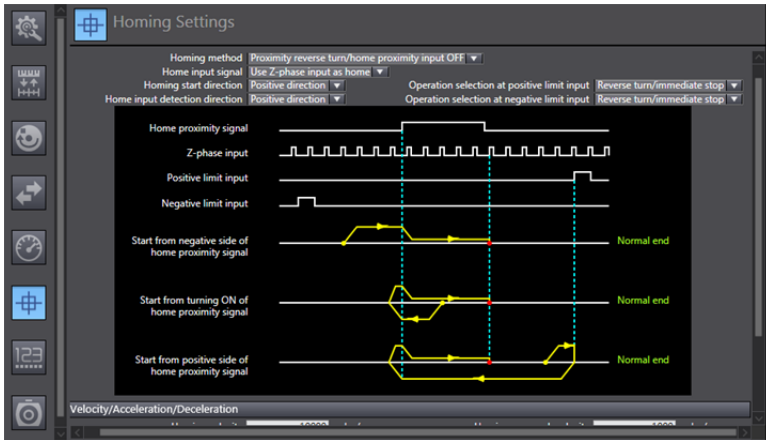 Homing Settings
Homing method Proximity reverse turn/home proximity input OFF
Home input signal Use Z-phase input as home
Homing start direction Positive direction Operation selection at positive limit input Reverse turn/immediate stop
Home input detection direction Positive direction Operation selection at negative limit input Reverse turn/immediate stop
Home proximity signal
Z-phase input
Positive limit input
Negative limit input
Start from negative side of
home proximity signal
Normal end
Start from turning ON of
home proximity signal
Normal end
Start from positive side of
home proximity signal
Normal end
123
Velocity/Acceleration/Deceleration